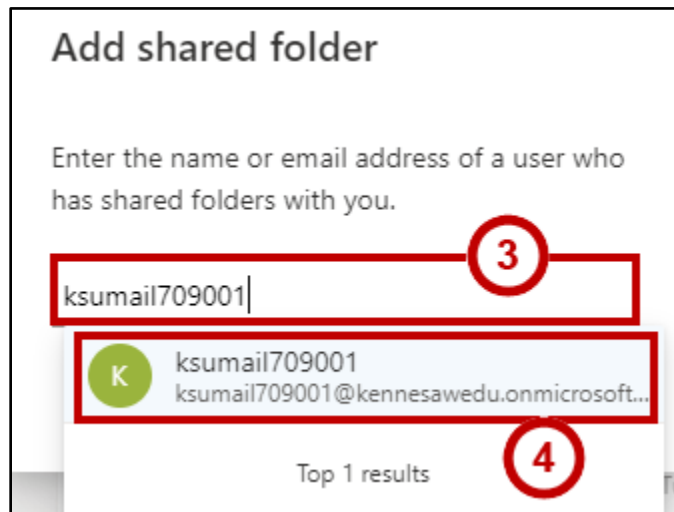 Add shared folder
Enter the name or email address of a user who
has shared folders with you.
3
ksumail709001
K
ksumail709001
ksumail709001@kennesawedu.onmicrosoft...
4
Top 1 results